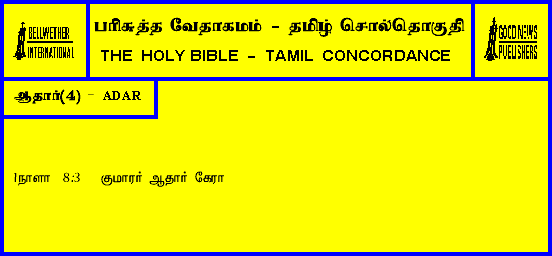 BELLWETHER
INTERNATIONAL
பரிசுத்த வேதாகமம் - தமிழ் சொல்தொகுதி
THE HOLY BIBLE - TAMIL CONCORDANCE
GOOD NEWS
PUBLISHERS
ஆதார்(4) - ADAR
1நாளா 8:3 குமாரர் ஆதார் கேரா